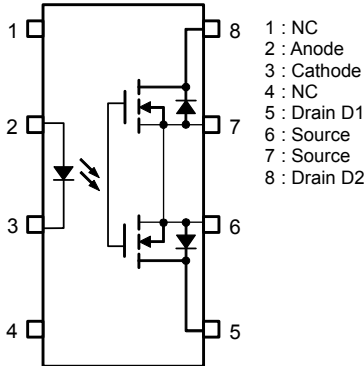 1
2
3
4
8
7
6
5
1 : NC
2 : Anode
3 : Cathode
4 : NC
5 : Drain D1
6 : Source
7 : Source
8 : Drain D2